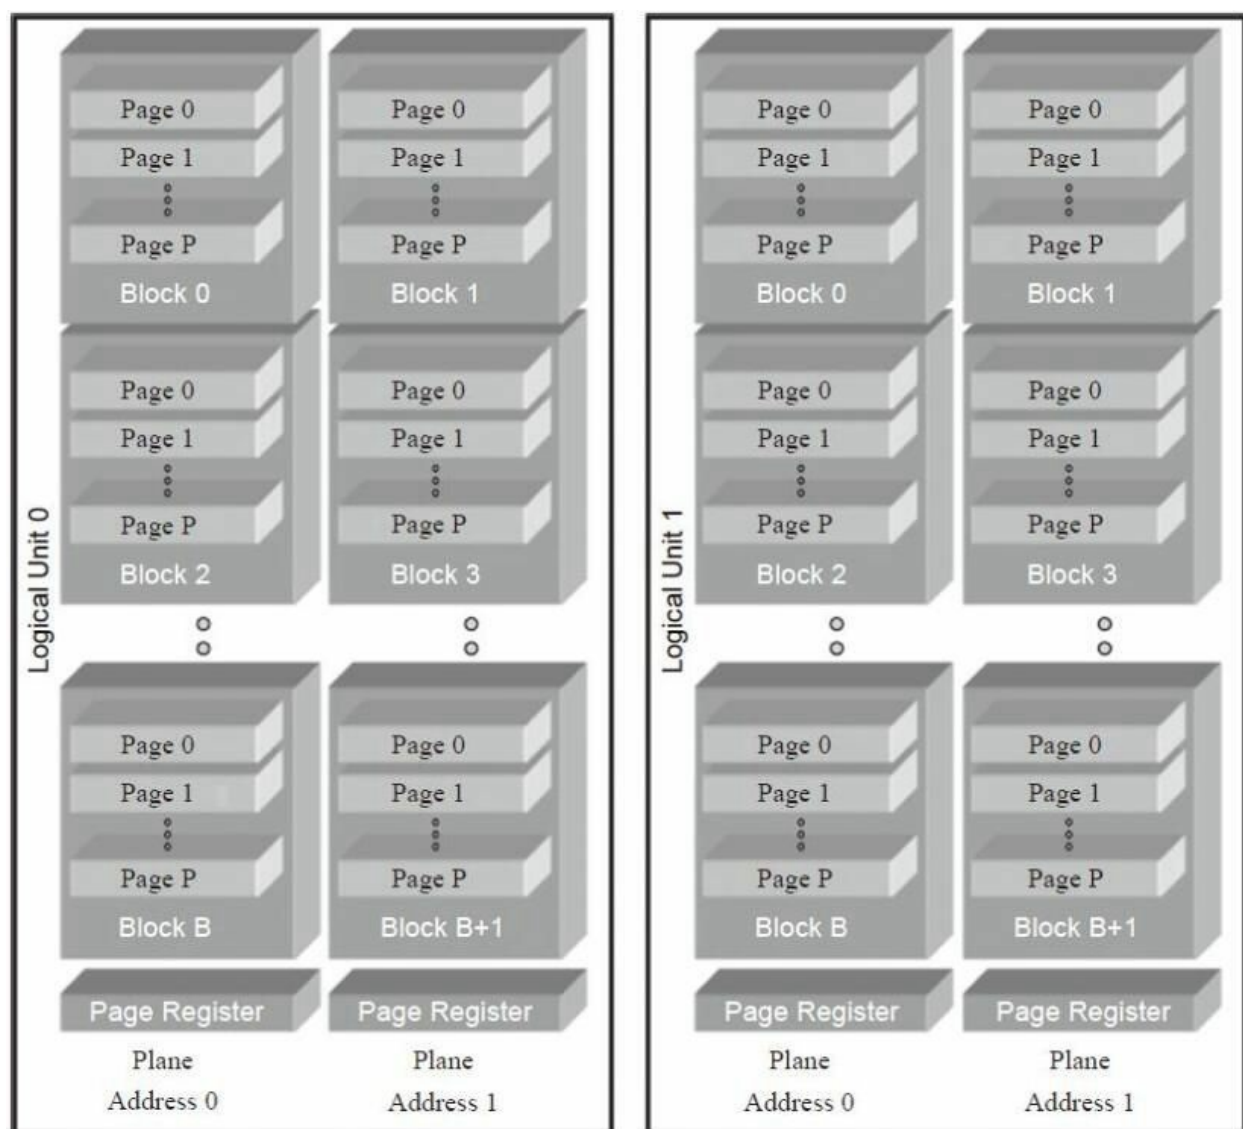 Logical Unit 0
Page 0
Page 1
Page P
Block 0
Page 0
Page 1
Page P
Block 1
Page 0
Page 1
Page P
Block 2
Page 0
Page 1
Page P
Block 3
Page 0
Page 1
Page P
Block B
Page 0
Page 1
Page P
Block B+1
Page Register
Page Register
Plane
Address 0
Plane
Address 1
Logical Unit 1
Page 0
Page 1
Page P
Block 0
Page 0
Page 1
Page P
Block 1
Page 0
Page 1
Page P
Block 2
Page 0
Page 1
Page P
Block 3
Page 0
Page 1
Page P
Block B
Page 0
Page 1
Page P
Block B+1
Page Register
Page Register
Plane
Address 0
Plane
Address 1